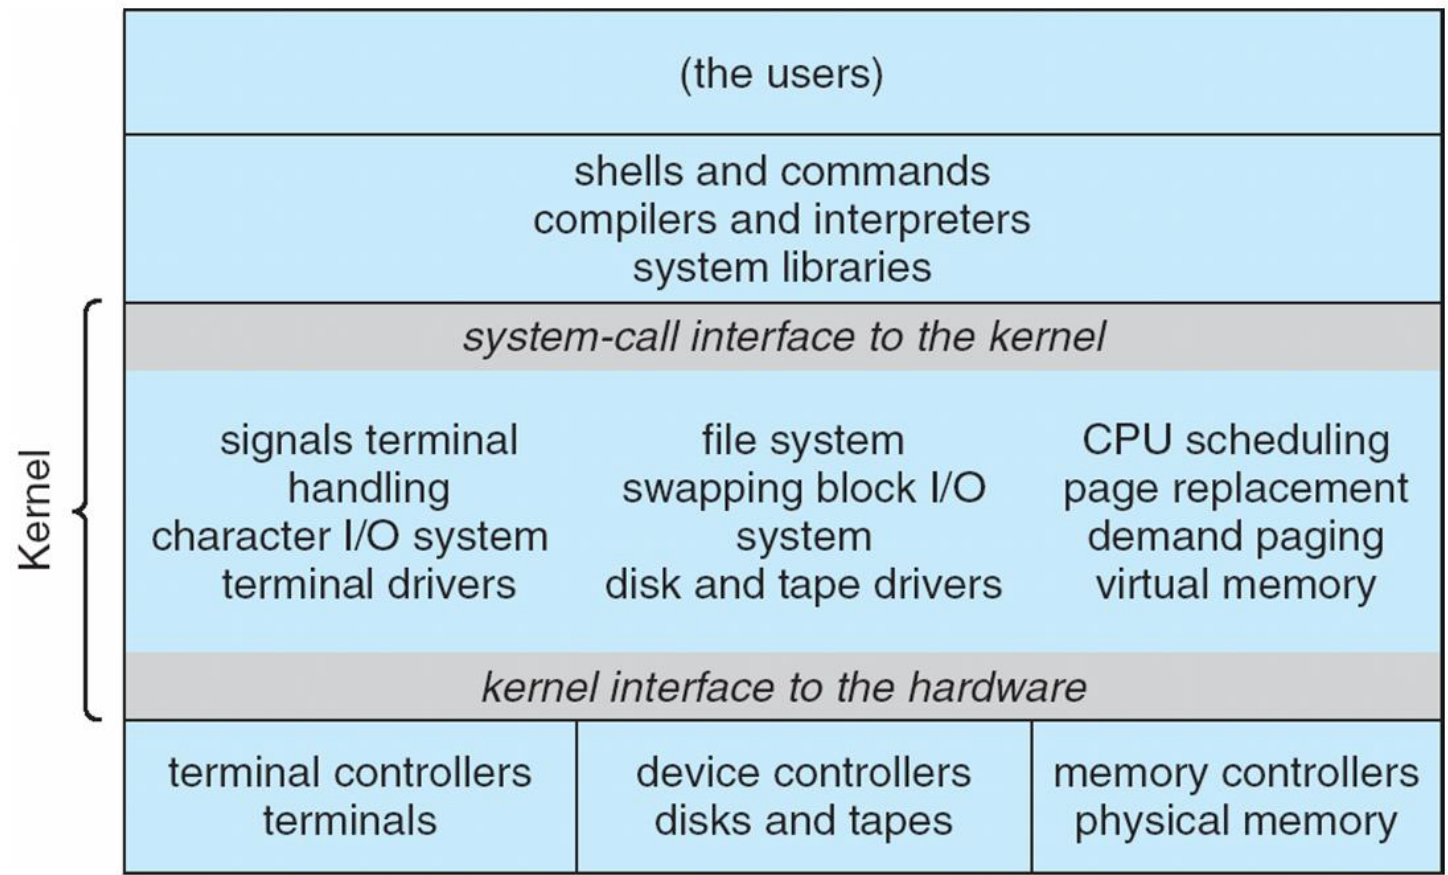 (the users)
shells and commands
compilers and interpreters
system libraries
Kernel
system-call interface to the kernel
signals terminal
handling
character I/O system
terminal drivers
file system
swapping block I/O
system
disk and tape drivers
CPU scheduling
page replacement
demand paging
virtual memory
kernel interface to the hardware
terminal controllers
terminals
device controllers
disks and tapes
memory controllers
physical memory